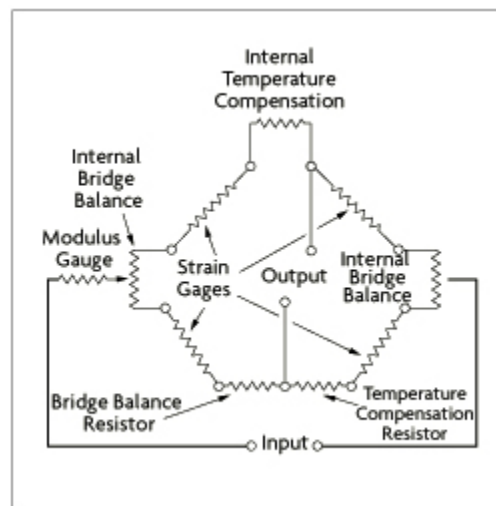 Internal
Temperature
Compensation
Internal
Bridge
Balance
Modulus
Gauge
Strain
Gages
Output
Internal
Bridge
Balance
Bridge Balance
Resistor
Temperature
Compensation
Resistor
Input